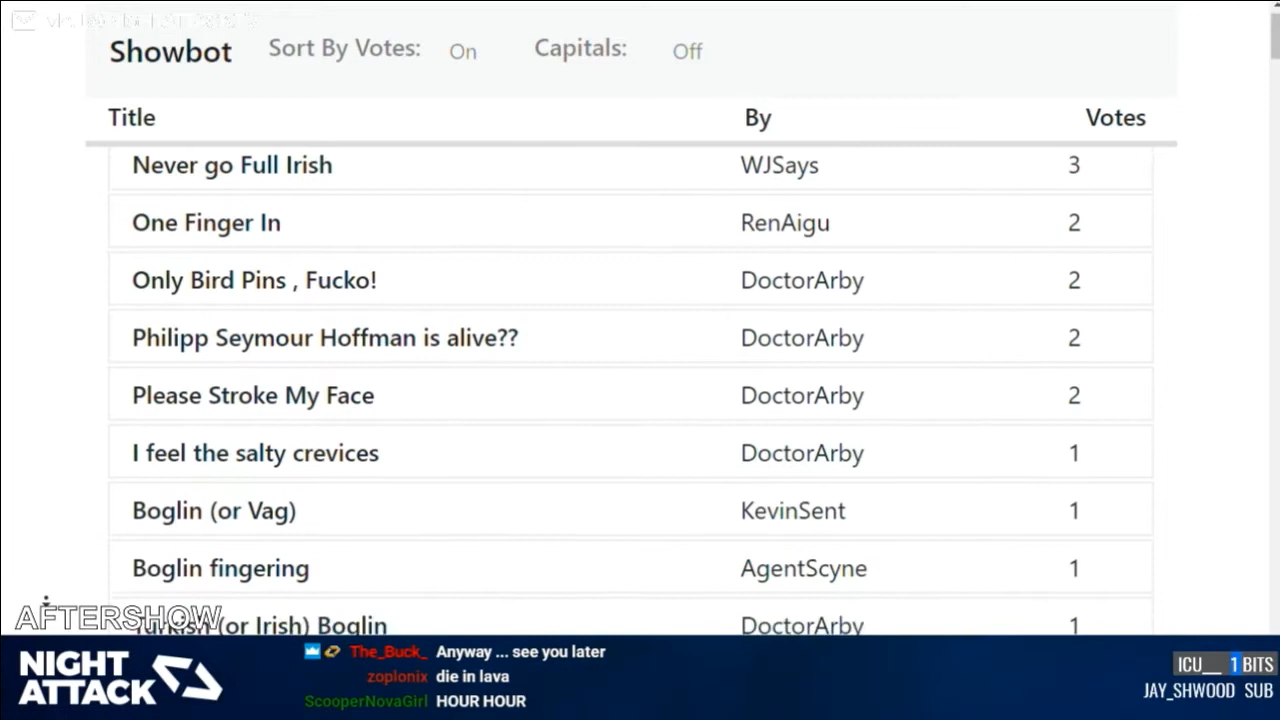 Showbot Sort By Votes: On Capitals: Off
Title By Votes
Never go Full Irish WJSays 3
One Finger In RenAigu 2
Only Bird Pins , Fucko! DoctorArby 2
Philipp Seymour Hoffman is alive?? DoctorArby 2
Please Stroke My Face DoctorArby 2
I feel the salty crevices DoctorArby 1
Boglin (or Vag) KevinSent 1
Boglin fingering AgentScyne 1
Turkish (or Irish) Boglin DoctorArby 1
AFTERSHOW
NIGHT
ATTACK
The_Buck_ Anyway ... see you later
zoplonix die in lava
ScooperNovaGirl HOUR HOUR
ICU__ 1 BITS
JAY_SHWOOD SUB